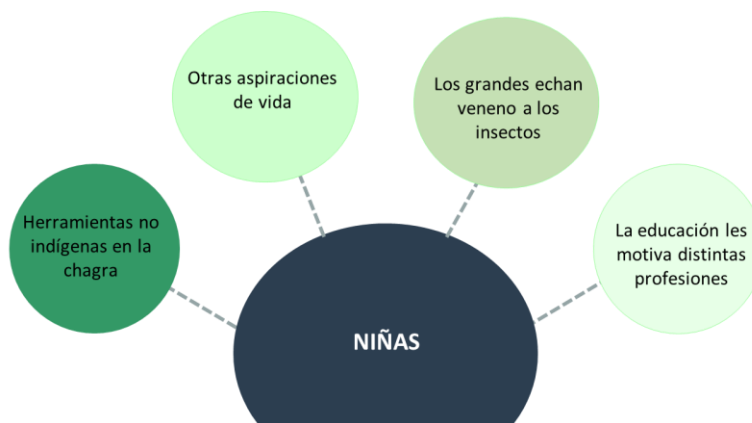 Otras aspiraciones
de vida
Los grandes echan
veneno a los
insectos
Herramientas no
indígenas en la
chagra
La educación les
motiva distintas
profesiones
NIÑAS